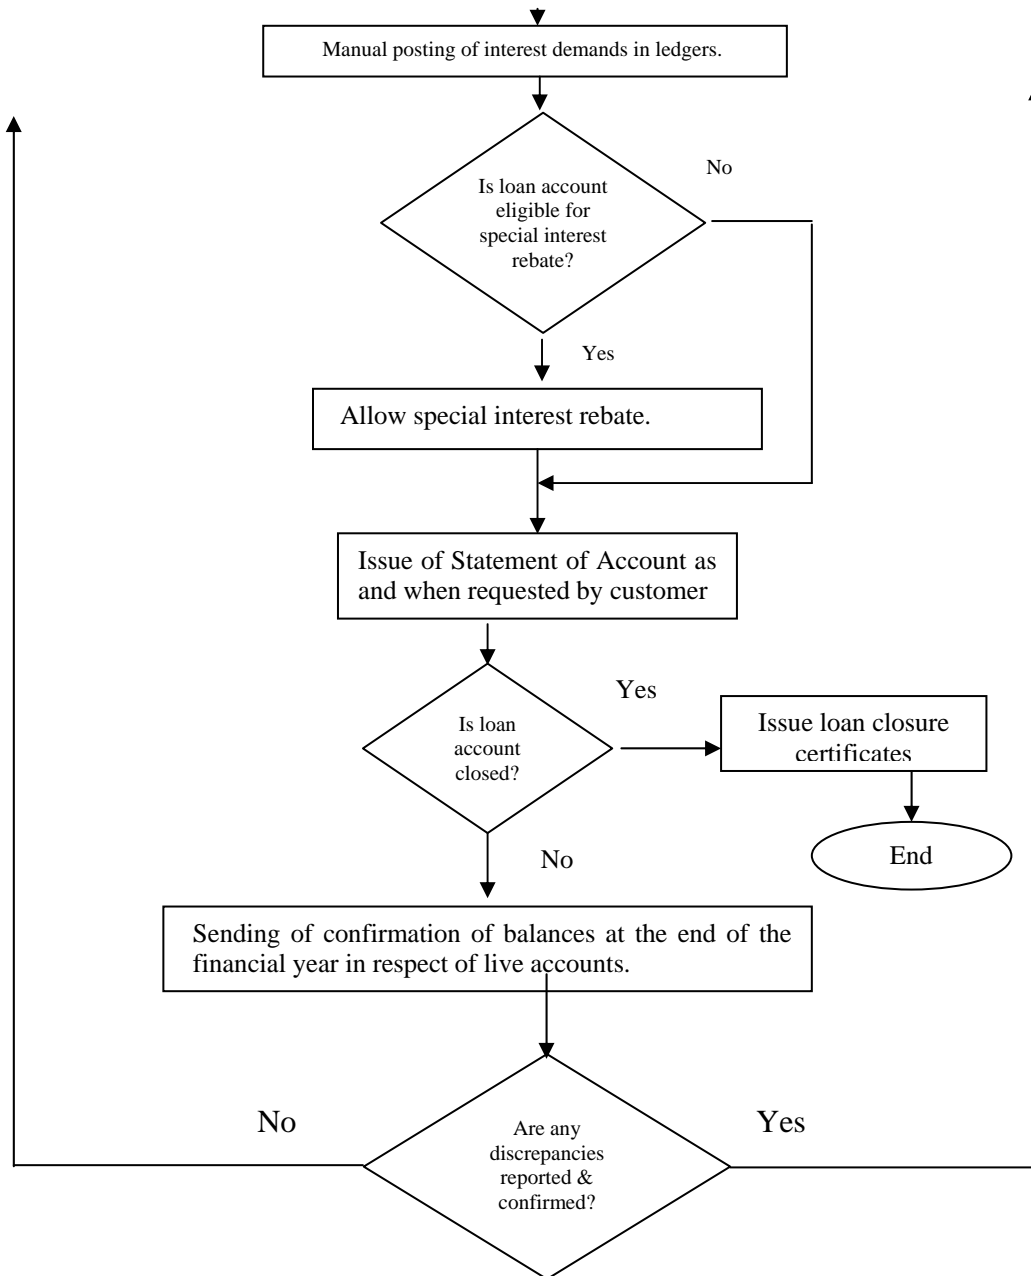 Manual posting of interest demands in ledgers.
No
Is loan account
eligible for
special interest
rebate?
Yes
Allow special interest rebate.
Issue of Statement of Account as
and when requested by customer
Yes
Is loan
account
closed?
Issue loan closure
certificates
No
End
Sending of confirmation of balances at the end of the
financial year in respect of live accounts.
No
Yes
Are any
discrepancies
reported &
confirmed?